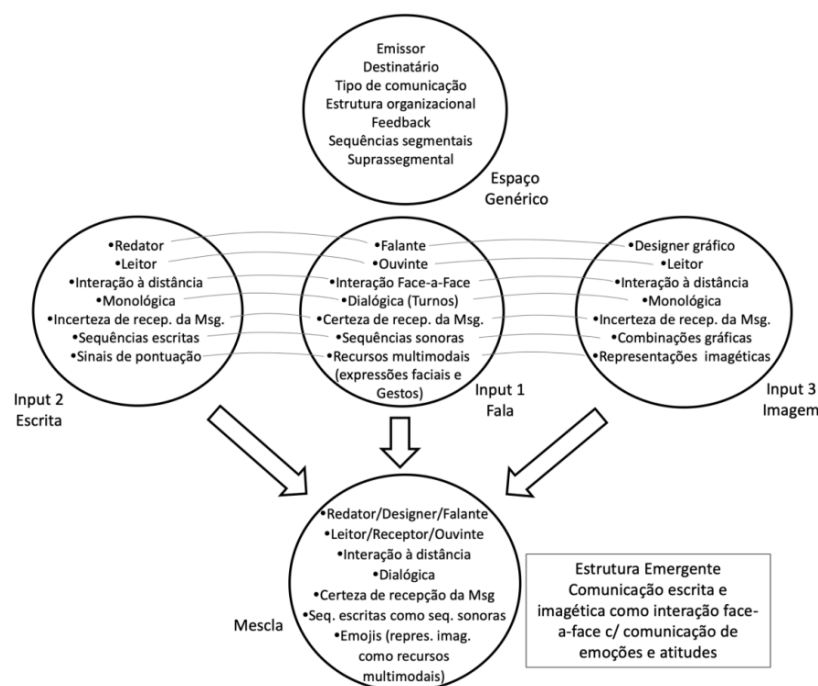 Emissor
Destinatário
Tipo de comunicação
Estrutura organizacional
Feedback
Sequências segmentais
Suprassegmental
Espaço
Genérico
•Redator
•Leitor
•Interação à distância
•Monológica
•Incerteza de recep. da Msg.
•Sequências escritas
•Sinais de pontuação
Input 2
Escrita
•Falante
•Ouvinte
•Interação Face-a-Face
•Dialógica (Turnos)
•Certeza de recep. da Msg.
•Sequências sonoras
•Recursos multimodais
(expressões faciais e
Gestos)
Input 1
Fala
•Designer gráfico
•Leitor
•Interação à distância
•Monológica
•Incerteza de recep. da Msg.
•Combinações gráficas
•Representações imagéticas
Input 3
Imagem
•Redator/Designer/Falante
•Leitor/Receptor/Ouvinte
•Interação à distância
•Dialógica
•Certeza de recepção da Msg
•Seq. escritas como seq. sonoras
•Emojis (repres. imag.
como recursos
multimodais)
Mescla
Estrutura Emergente
Comunicação escrita e
imagética como interação face-
a-face c/ comunicação de
emoções e atitudes